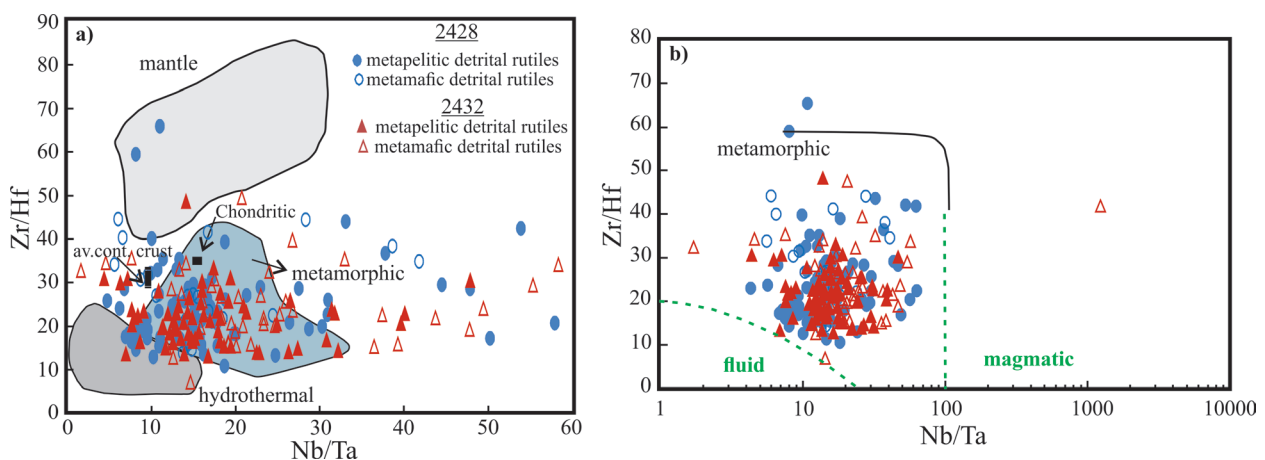 a)
2428
metapelitic detrital rutiles
metamafic detrital rutiles
2432
metapelitic detrital rutiles
metamafic detrital rutiles
mantle
Chondritic
av.cont. crust
metamorphic
hydrothermal
Zr/Hf
90
80
70
60
50
40
30
20
10
0
0
10
20
30
40
50
60
Nb/Ta
b)
metamorphic
fluid
magmatic
Zr/Hf
80
70
60
50
40
30
20
10
0
1
10
100
1000
10000
Nb/Ta